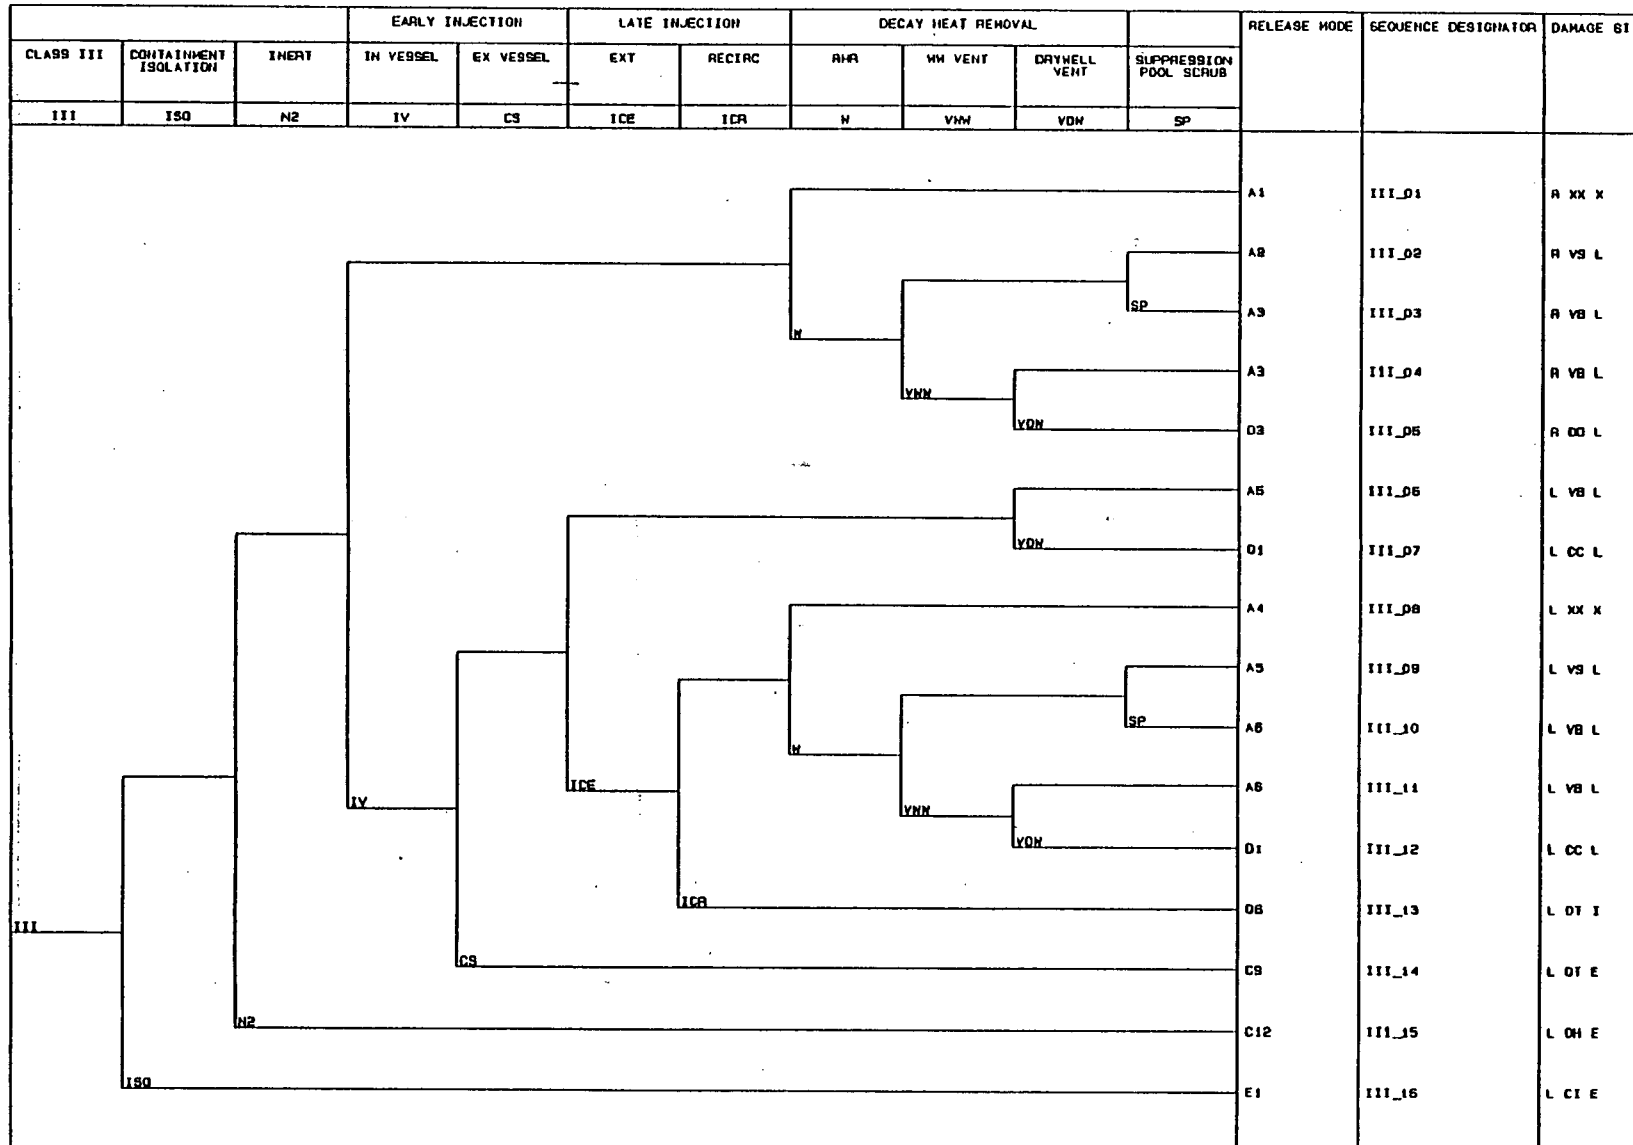 EARLY INJECTION LATE INJECTION DECAY HEAT REMOVAL RELEASE MODE SEQUENCE DESIGNATOR DAMAGE ST
CLASS III CONTAINMENT ISOLATION INERT IN VESSEL EX VESSEL EXT RECIRC RHR WW VENT DRYWELL VENT SUPPRESSION POOL SCRUB
III ISO N2 IV CS ICE ICR W VWW VDW SP
A1 III_01 R XX X
A2 III_02 R VS L
SP A3 III_03 R VB L
W
A3 III_04 R VB L
VWW
VDW D3 III_05 R DD L
A5 III_06 L VB L
VDW D1 III_07 L CC L
A4 III_08 L XX X
A5 III_09 L VS L
SP A6 III_10 L VB L
W
ICE A6 III_11 L VB L
IV VWW
VDW D1 III_12 L CC L
ICR D6 III_13 L DT I
III
CS C9 III_14 L DT E
N2 C12 III_15 L DH E
ISO E1 III_16 L CI E